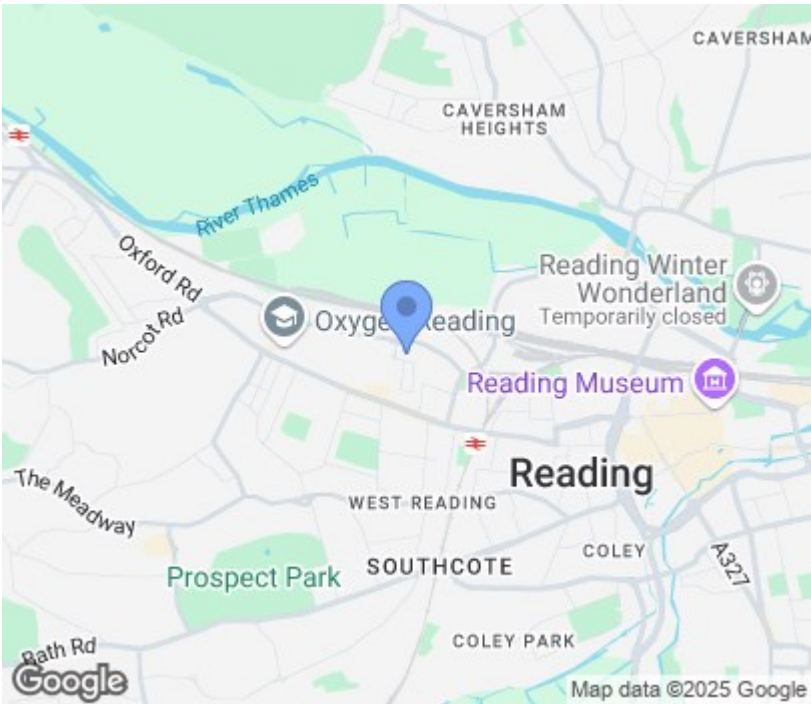 CAVERSHAM
CAVERSHAM
HEIGHTS
River Thames
Oxford Rd
Norcot Rd
Reading Winter
Wonderland
Temporarily closed
Oxygen Reading
Reading Museum
Reading
The Meadway
WEST READING
SOUTHCOTE
COLEY
A327
Prospect Park
COLEY PARK
Bath Rd
Google
Map data ©2025 Google